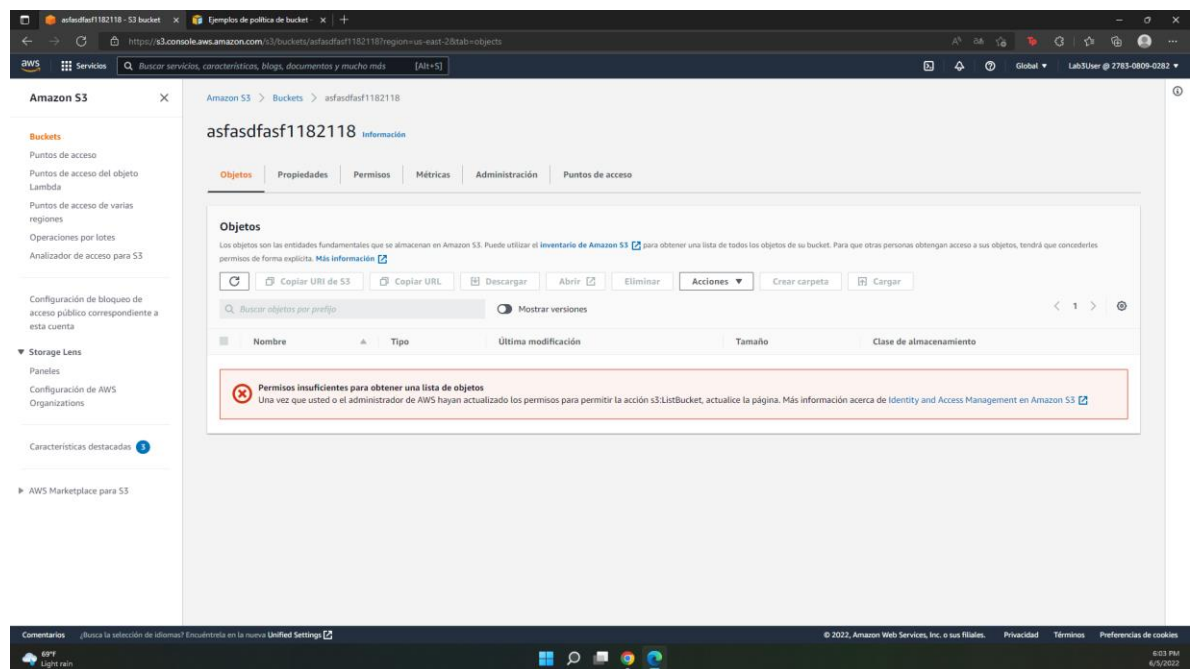 asfasdfasf1182118 - S3 bucket
Ejemplos de política de bucket
https://s3.console.aws.amazon.com/s3/buckets/asfasdfasf1182118?region=us-east-2&tab=objects
aws
Servicios
Buscar servicios, características, blogs, documentos y mucho más
[Alt+S]
Global
Lab3User @ 2783-0809-0282
Amazon S3
Buckets
Puntos de acceso
Puntos de acceso del objeto
Lambda
Puntos de acceso de varias
regiones
Operaciones por lotes
Analizador de acceso para S3
Configuración de bloqueo de
acceso público correspondiente a
esta cuenta
Storage Lens
Paneles
Configuración de AWS
Organizations
Características destacadas 3
AWS Marketplace para S3
Amazon S3 > Buckets > asfasdfasf1182118
asfasdfasf1182118 Información
Objetos Propiedades Permisos Métricas Administración Puntos de acceso
Objetos
Los objetos son las entidades fundamentales que se almacenan en Amazon S3. Puede utilizar el inventario de Amazon S3 para obtener una lista de todos los objetos de su bucket. Para que otras personas obtengan acceso a sus objetos, tendrá que concederles
permisos de forma explícita. Más información
Copiar URI de S3 Copiar URL Descargar Abrir Eliminar Acciones Crear carpeta Cargar
Buscar objetos por prefijo Mostrar versiones < 1 >
Nombre Tipo Última modificación Tamaño Clase de almacenamiento
Permisos insuficientes para obtener una lista de objetos
Una vez que usted o el administrador de AWS hayan actualizado los permisos para permitir la acción s3:ListBucket, actualice la página. Más información acerca de Identity and Access Management en Amazon S3
Comentarios ¿Busca la selección de idiomas? Encuéntrela en la nueva Unified Settings © 2022, Amazon Web Services, Inc. o sus filiales. Privacidad Términos Preferencias de cookies
69°F
Light rain
6:03 PM
6/5/2022